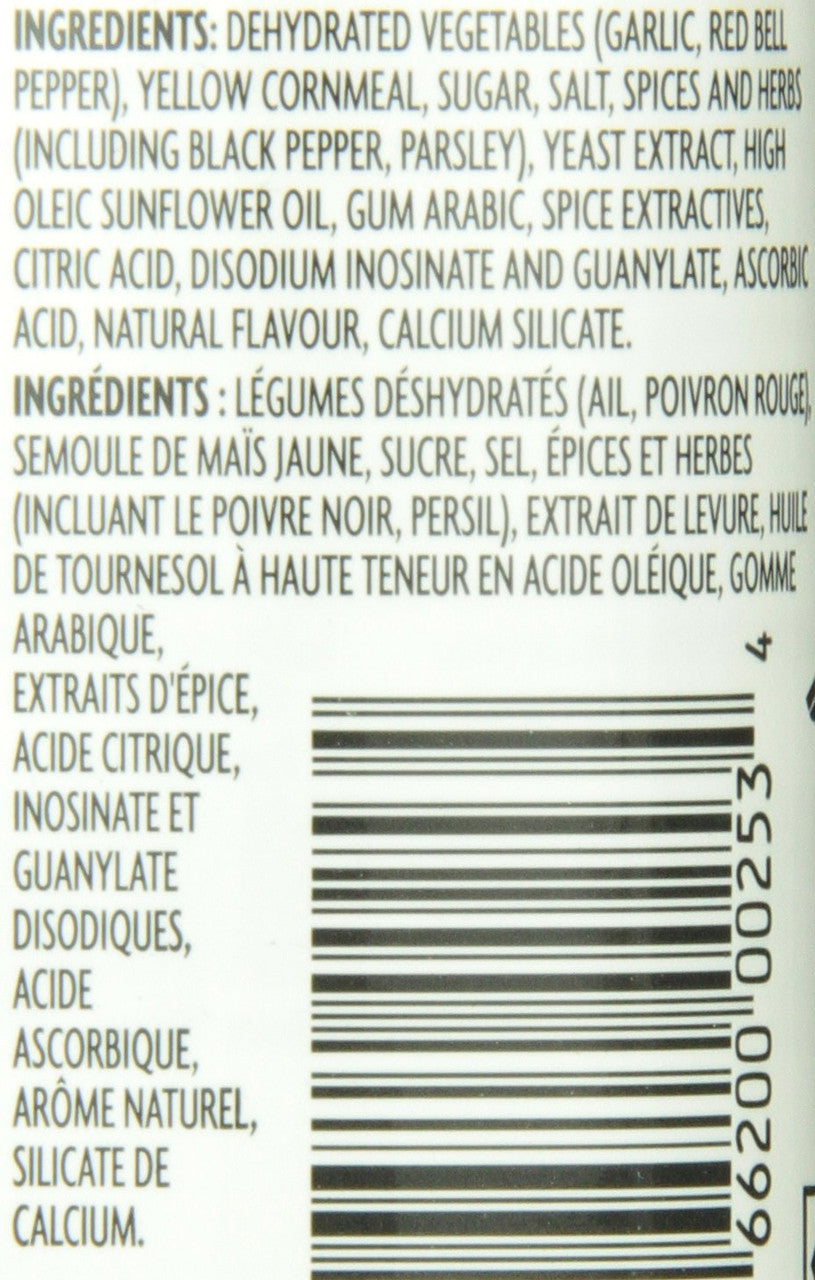 INGREDIENTS: DEHYDRATED VEGETABLES (GARLIC, RED BELL
PEPPER), YELLOW CORNMEAL, SUGAR, SALT, SPICES AND HERBS
(INCLUDING BLACK PEPPER, PARSLEY), YEAST EXTRACT, HIGH
OLEIC SUNFLOWER OIL, GUM ARABIC, SPICE EXTRACTIVES,
CITRIC ACID, DISODIUM INOSINATE AND GUANYLATE, ASCORBIC
ACID, NATURAL FLAVOUR, CALCIUM SILICATE.
INGRÉDIENTS : LÉGUMES DÉSHYDRATÉS (AIL, POIVRON ROUGE),
SEMOULE DE MAÏS JAUNE, SUCRE, SEL, ÉPICES ET HERBES
(INCLUANT LE POIVRE NOIR, PERSIL), EXTRAIT DE LEVURE, HUILE
DE TOURNESOL À HAUTE TENEUR EN ACIDE OLÉIQUE, GOMME
ARABIQUE,
EXTRAITS D'ÉPICE,
ACIDE CITRIQUE,
INOSINATE ET
GUANYLATE
DISODIQUES,
ACIDE
ASCORBIQUE,
ARÔME NATUREL,
SILICATE DE
CALCIUM.
66200 00253 4